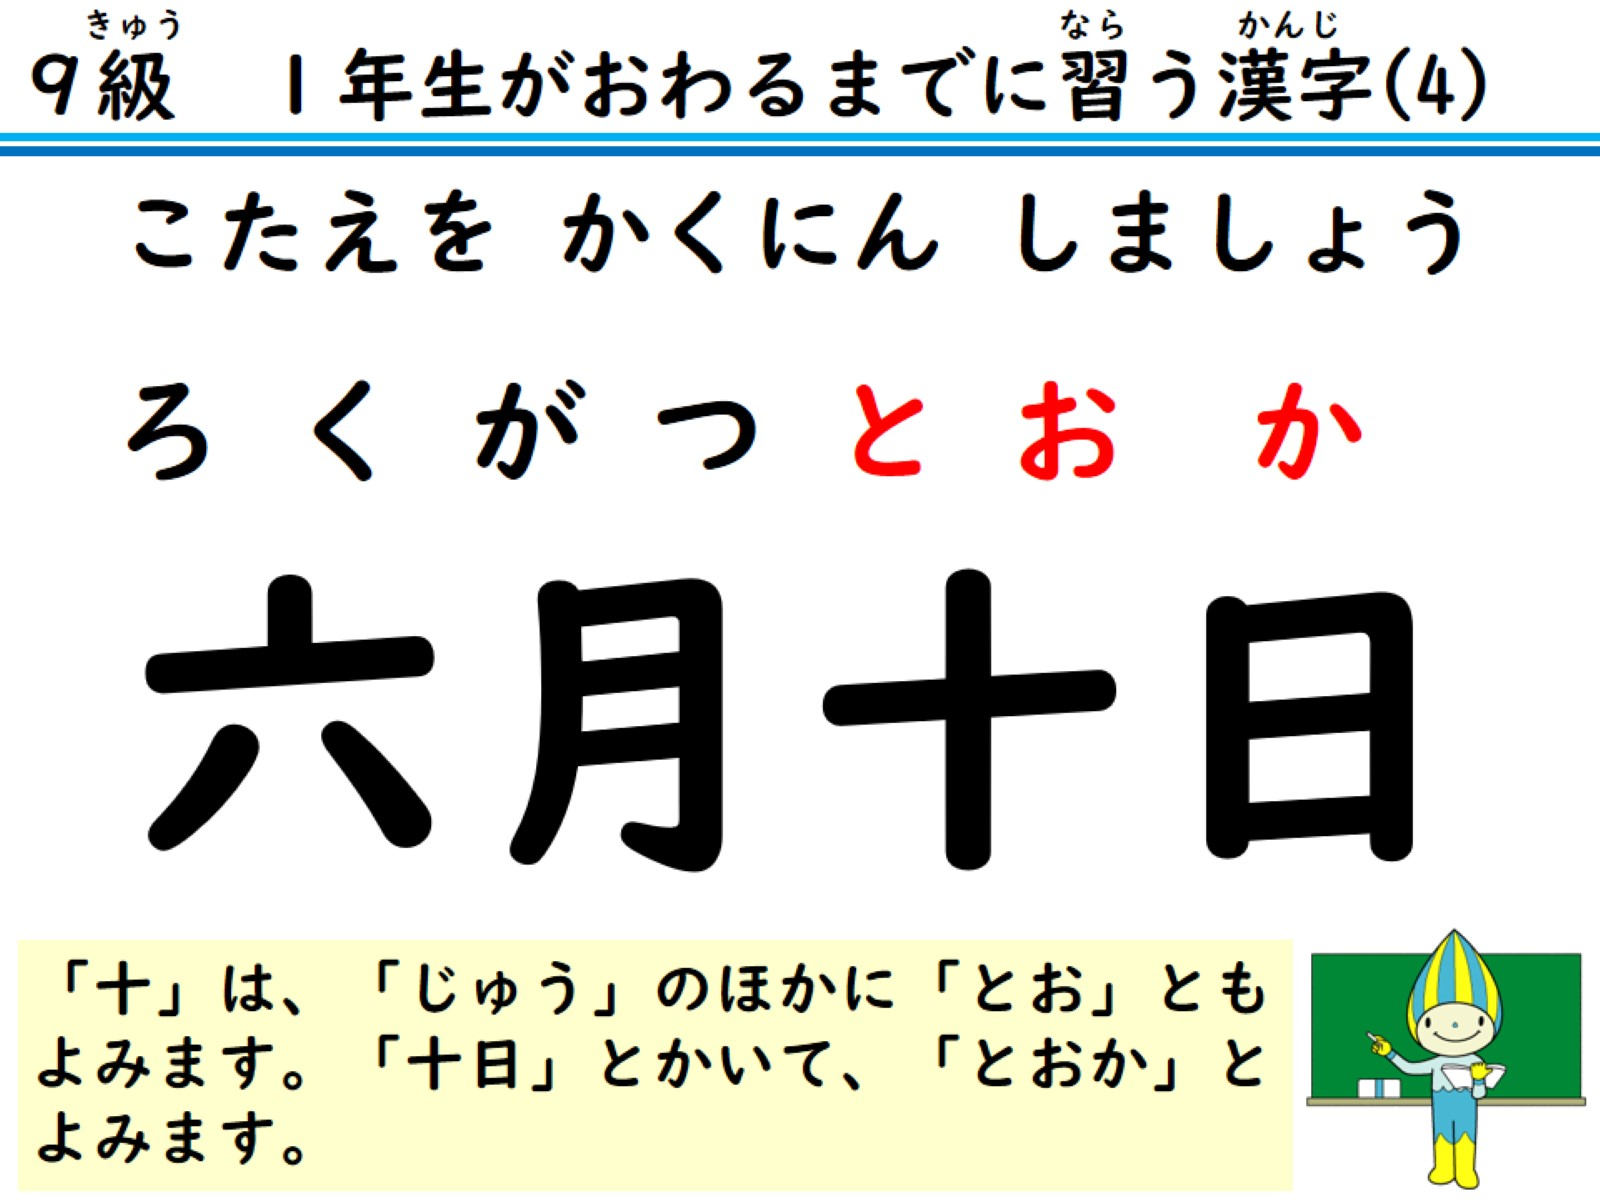 きゅう なら かんじ
9級 1年生がおわるまでに習う漢字(4)
こたえを かくにん しましょう
ろくがつとおか
六月十日
「十」は、「じゅう」のほかに「とお」とも
よみます。「十日」とかいて、「とおか」と
よみます。